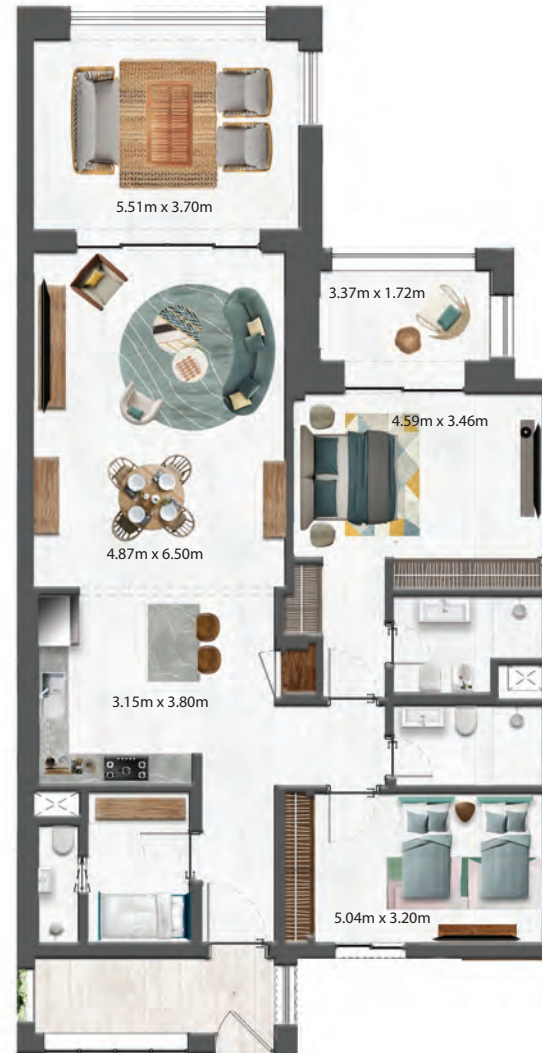 5.51m x 3.70m
3.37m x 1.72m
4.59m x 3.46m
4.87m x 6.50m
3.15m x 3.80m
5.04m x 3.20m